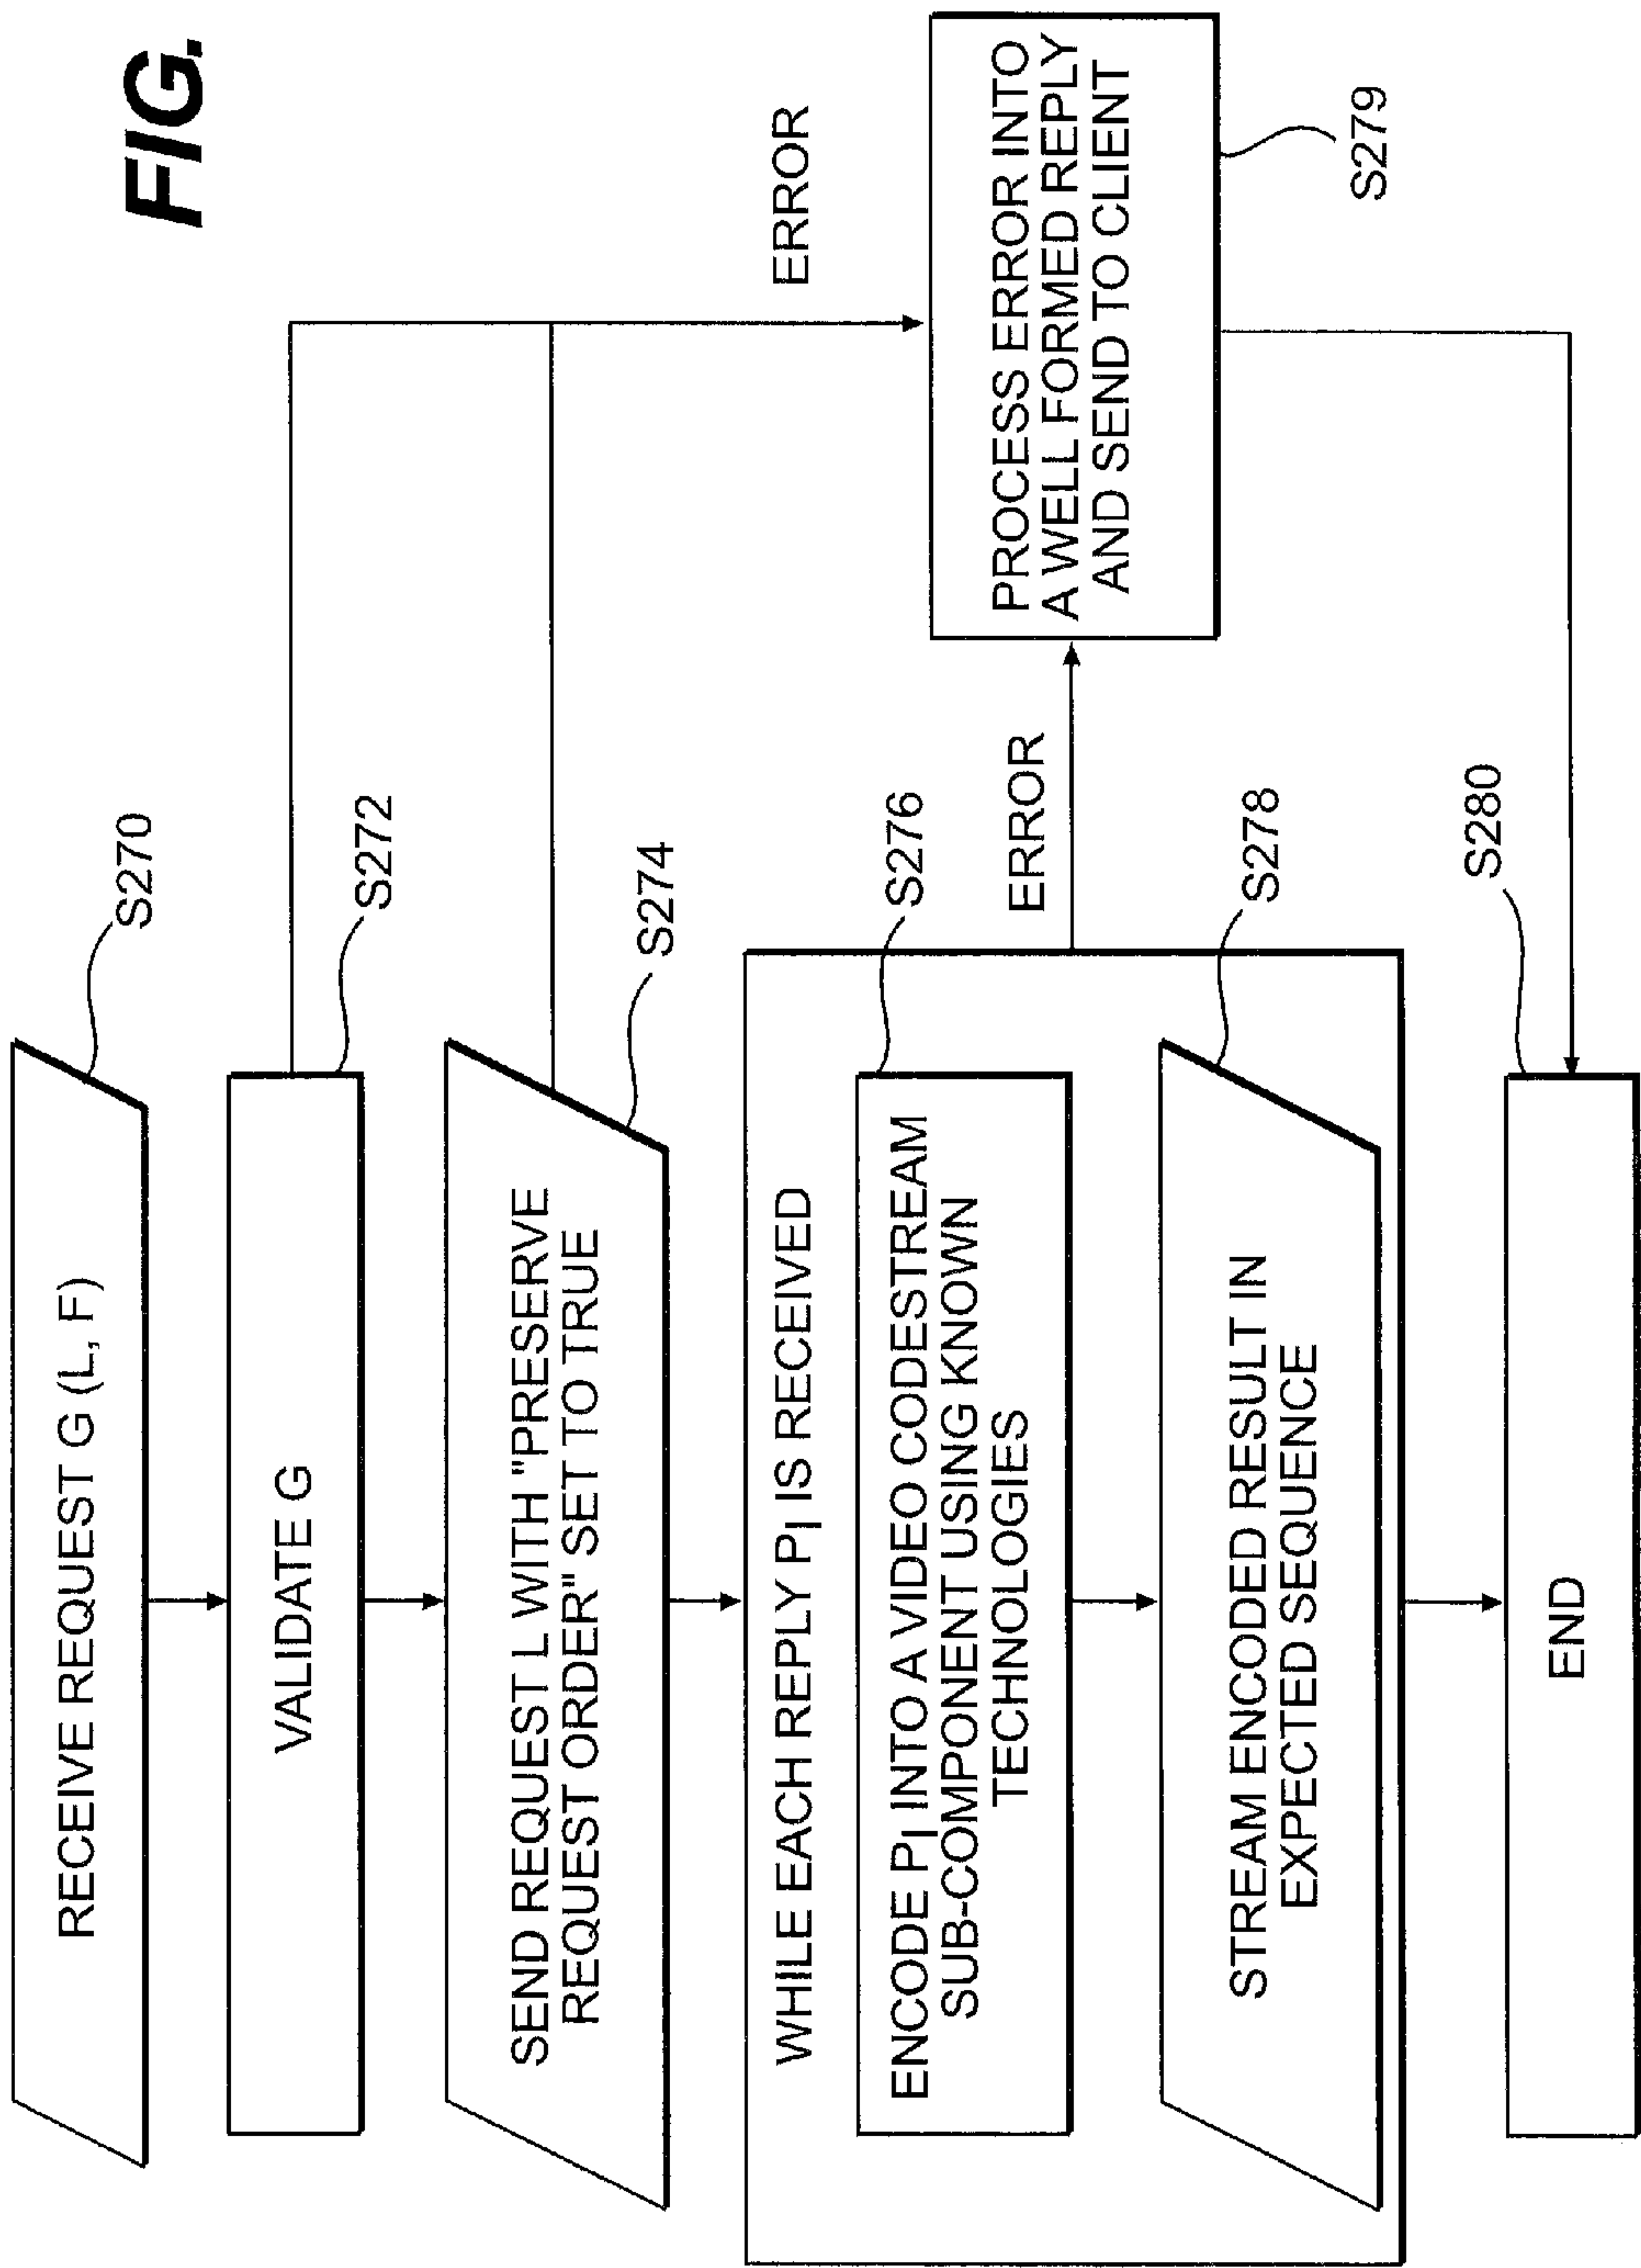 FIG.
RECEIVE REQUEST G (L, F)
S270
VALIDATE G
S272
SEND REQUEST L WITH "PRESERVE
REQUEST ORDER" SET TO TRUE
S274
ERROR
WHILE EACH REPLY PI IS RECEIVED
ENCODE PI INTO A VIDEO CODESTREAM
SUB-COMPONENT USING KNOWN
TECHNOLOGIES
S276
ERROR
PROCESS ERROR INTO
A WELL FORMED REPLY
AND SEND TO CLIENT
S279
STREAM ENCODED RESULT IN
EXPECTED SEQUENCE
S278
END
S280